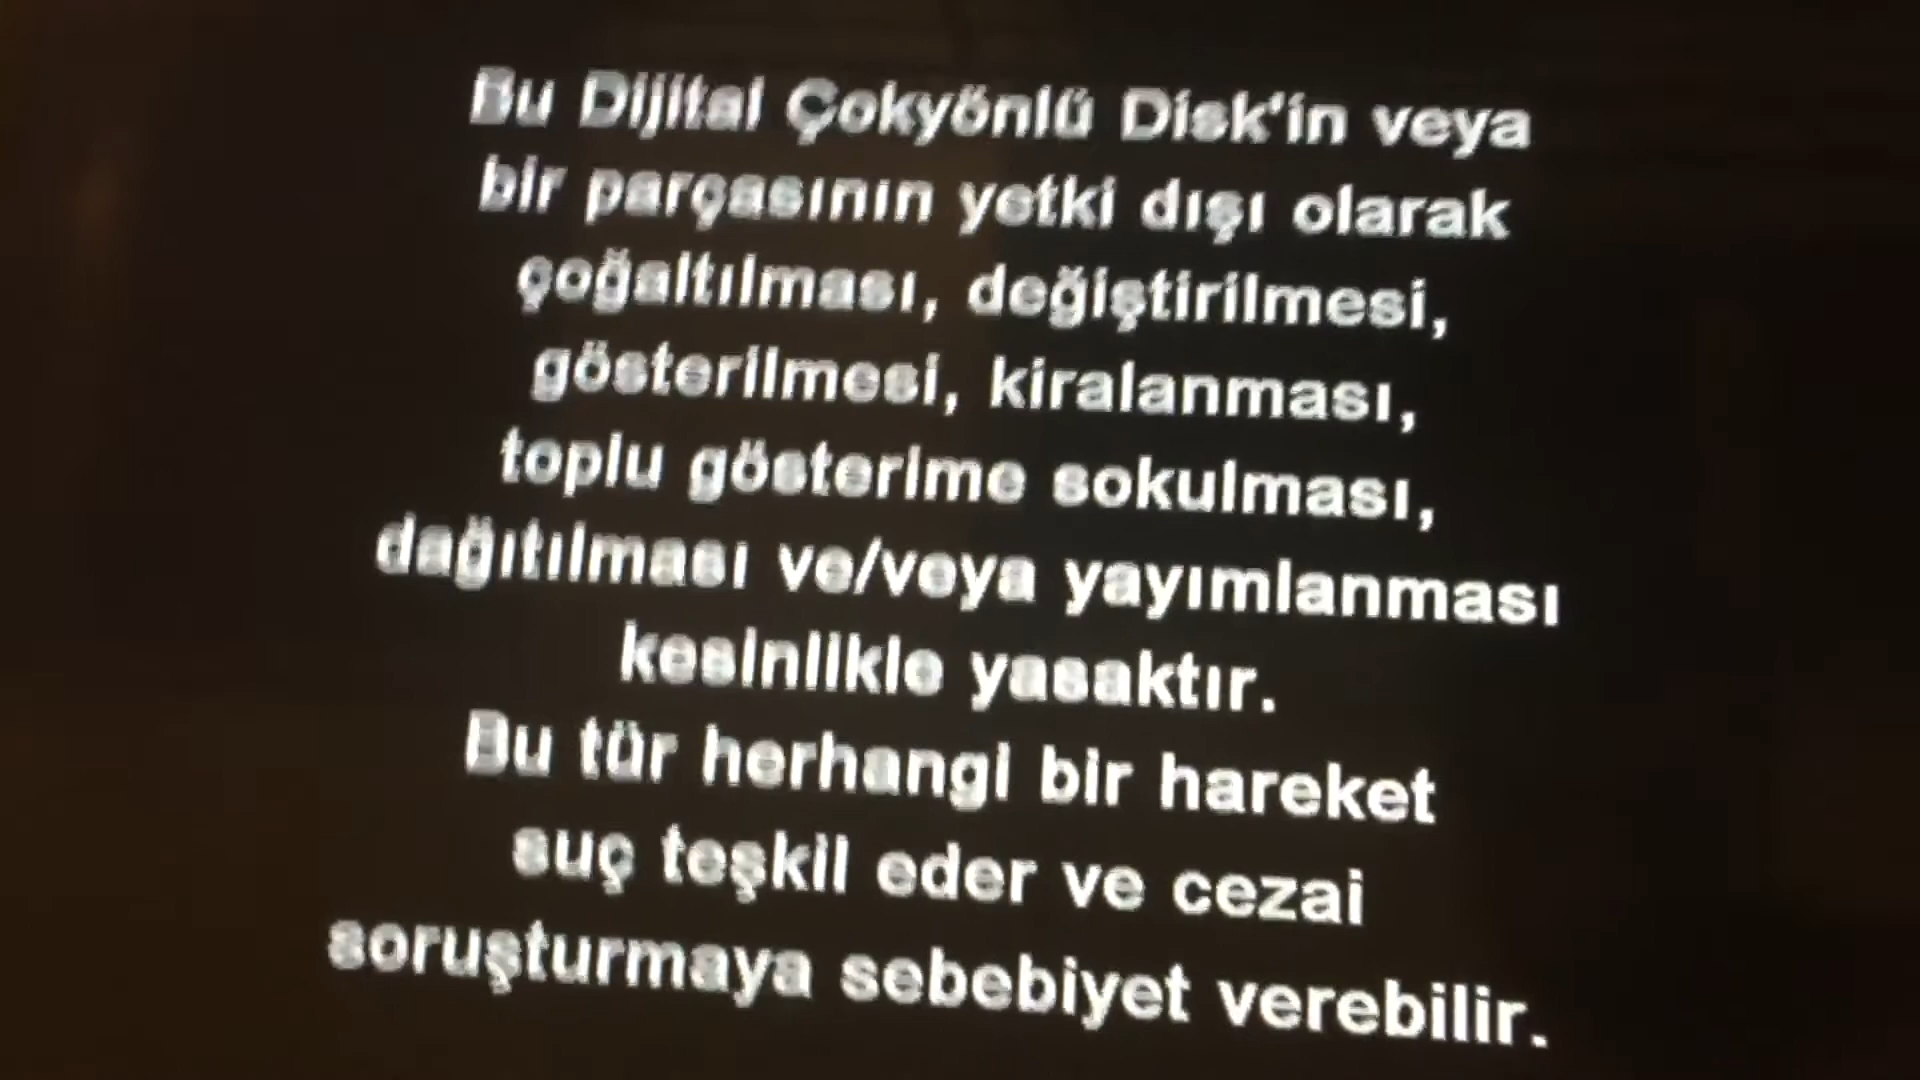 Bu Dijital Çokyönlü Disk'in veya
bir parçasının yetki dışı olarak
çoğaltılması, değiştirilmesi,
gösterilmesi, kiralanması,
toplu gösterime sokulması,
dağıtılması ve/veya yayımlanması
kesinlikle yasaktır.
Bu tür herhangi bir hareket
suç teşkil eder ve cezai
soruşturmaya sebebiyet verebilir.